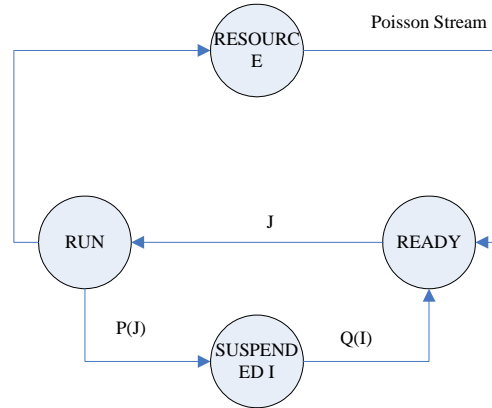 RESOURC
E
Poisson Stream
RUN
J
READY
P(J)
SUSPEND
ED I
Q(I)